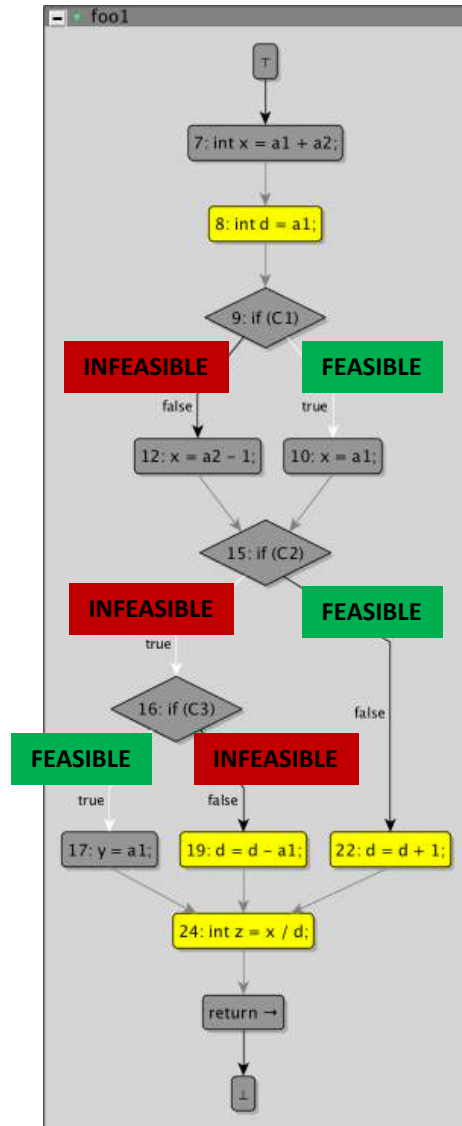 foo1
⊤
7: int x = a1 + a2;
8: int d = a1;
9: if (C1)
INFEASIBLE
FEASIBLE
false
true
12: x = a2 - 1;
10: x = a1;
15: if (C2)
INFEASIBLE
FEASIBLE
true
false
16: if (C3)
FEASIBLE
INFEASIBLE
true
false
17: y = a1;
19: d = d - a1;
22: d = d + 1;
24: int z = x / d;
return →
⊥